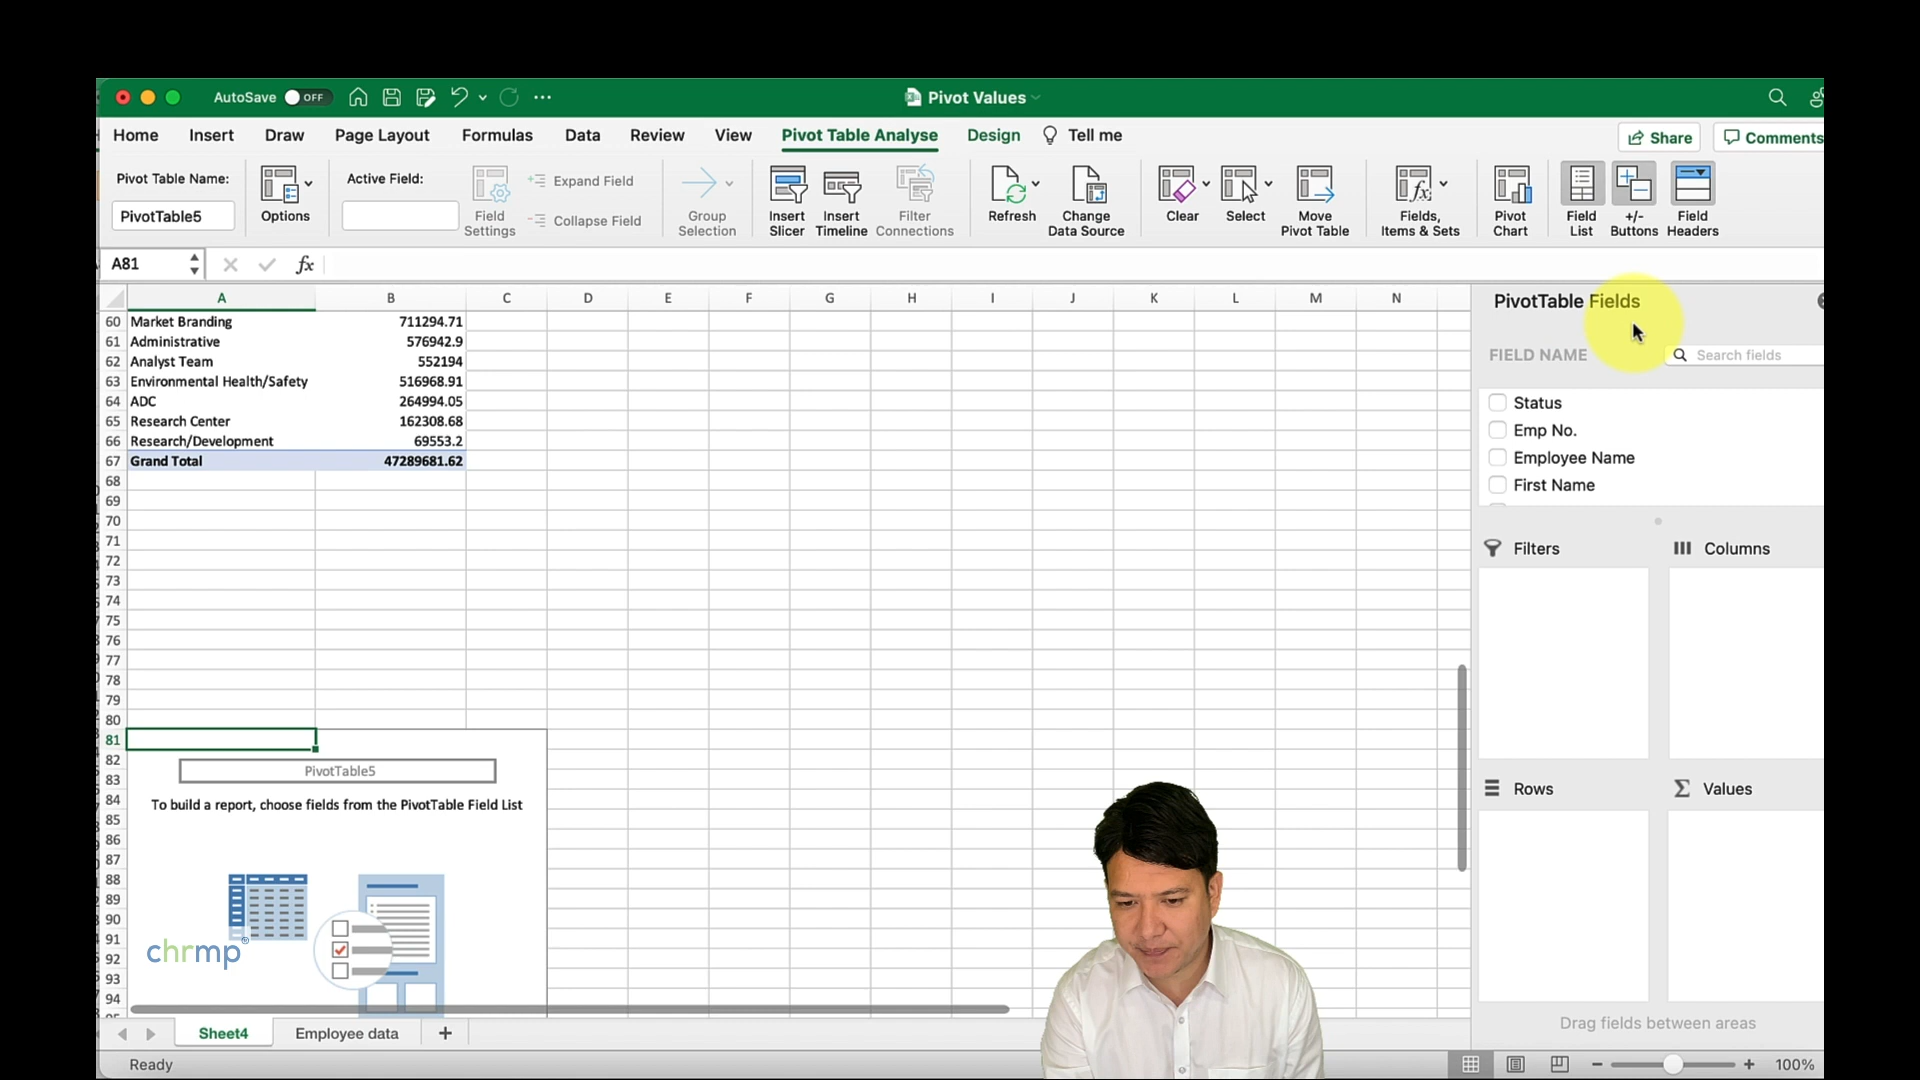 AutoSave OFF
Pivot Values
Home Insert Draw Page Layout Formulas Data Review View Pivot Table Analyse Design Tell me
Share Comments
Pivot Table Name:
PivotTable5
Options
Active Field:
Field Settings
Expand Field
Collapse Field
Group Selection
Insert Slicer
Insert Timeline
Filter Connections
Refresh
Change Data Source
Clear
Select
Move Pivot Table
Fields, Items & Sets
Pivot Chart
Field List
+/- Buttons
Field Headers
A81 fx
A B C D E F G H I J K L M N
60 Market Branding 711294.71
61 Administrative 576942.9
62 Analyst Team 552194
63 Environmental Health/Safety 516968.91
64 ADC 264994.05
65 Research Center 162308.68
66 Research/Development 69553.2
67 Grand Total 47289681.62
68
69
70
71
72
73
74
75
76
77
78
79
80
81
82
83
84
85
86
87
88
89
90
91
92
93
94
PivotTable5
To build a report, choose fields from the PivotTable Field List
chrmp®
PivotTable Fields
FIELD NAME
Search fields
Status
Emp No.
Employee Name
First Name
Filters
Columns
Rows
Values
Drag fields between areas
Sheet4 Employee data +
Ready
100%